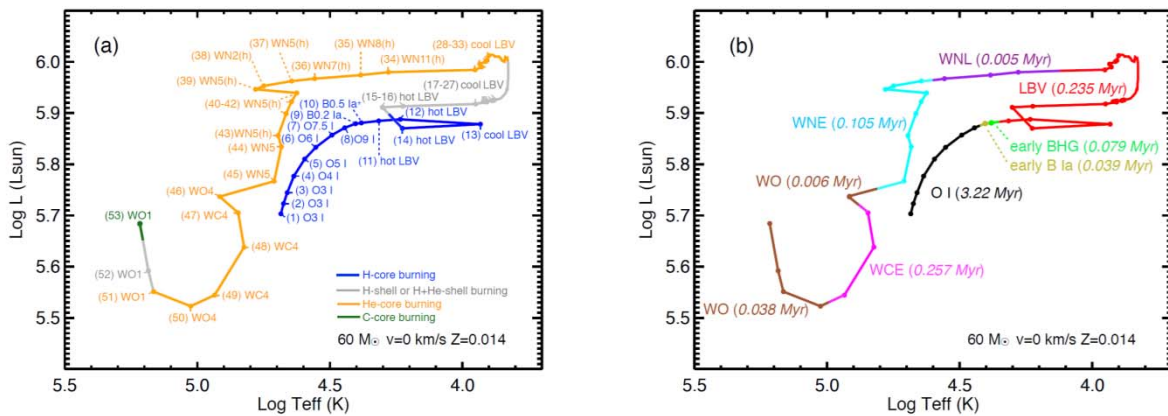 (a)
(37) WN5(h)
(38) WN2(h)
(39) WN5(h)
(36) WN7(h)
(35) WN8(h)
(34) WN11(h)
(28-33) cool LBV
(17-27) cool LBV
(15-16) hot LBV
(40-42) WN5(h)
(10) B0.5 Ia
(9) B0.2 Ia
(7) O7.5 I
(6) O6 I
(8)O9 I
(12) hot LBV
(14) hot LBV
(13) cool LBV
(11) hot LBV
(43)WN5(h)
(44) WN5
(45) WN5
(5) O5 I
(4) O4 I
(3) O3 I
(2) O3 I
(1) O3 I
(46) WO4
(47) WC4
(48) WC4
(49) WC4
(50) WO4
(51) WO1
(52) WO1
(53) WO1
H-core burning
H-shell or H+He-shell burning
He-core burning
C-core burning
60 M☉ v=0 km/s Z=0.014
Log L (Lsun)
6.0
5.9
5.8
5.7
5.6
5.5
5.5 5.0 4.5 4.0
Log Teff (K)
(b)
WNL (0.005 Myr)
LBV (0.235 Myr)
WNE (0.105 Myr)
early BHG (0.079 Myr)
early B Ia (0.039 Myr)
O I (3.22 Myr)
WO (0.006 Myr)
WCE (0.257 Myr)
WO (0.038 Myr)
60 M☉ v=0 km/s Z=0.014
Log L (Lsun)
6.0
5.9
5.8
5.7
5.6
5.5
5.5 5.0 4.5 4.0
Log Teff (K)